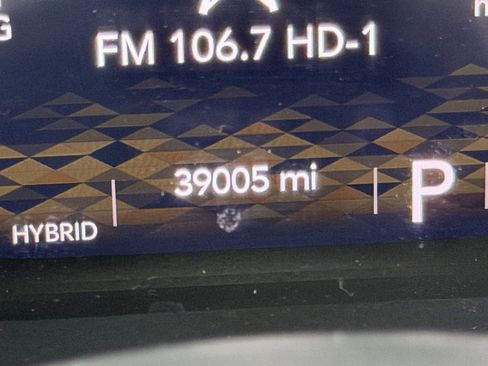 G
FM 106.7 HD-1
39005 mi
P
HYBRID